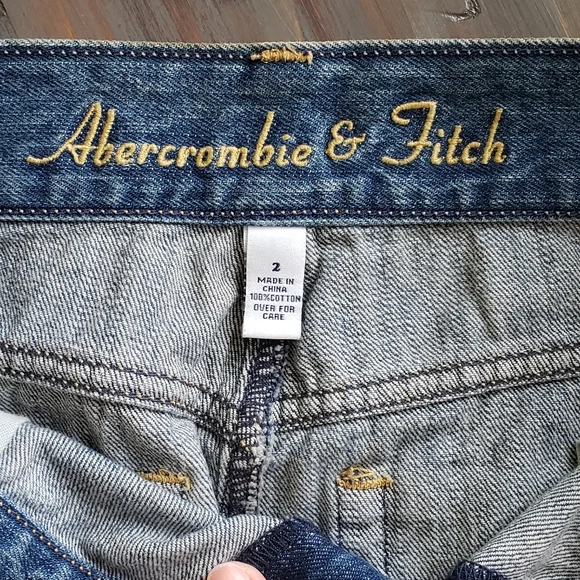 Abercrombie & Fitch
2
MADE IN
CHINA
100%COTTON
OVER FOR
CARE